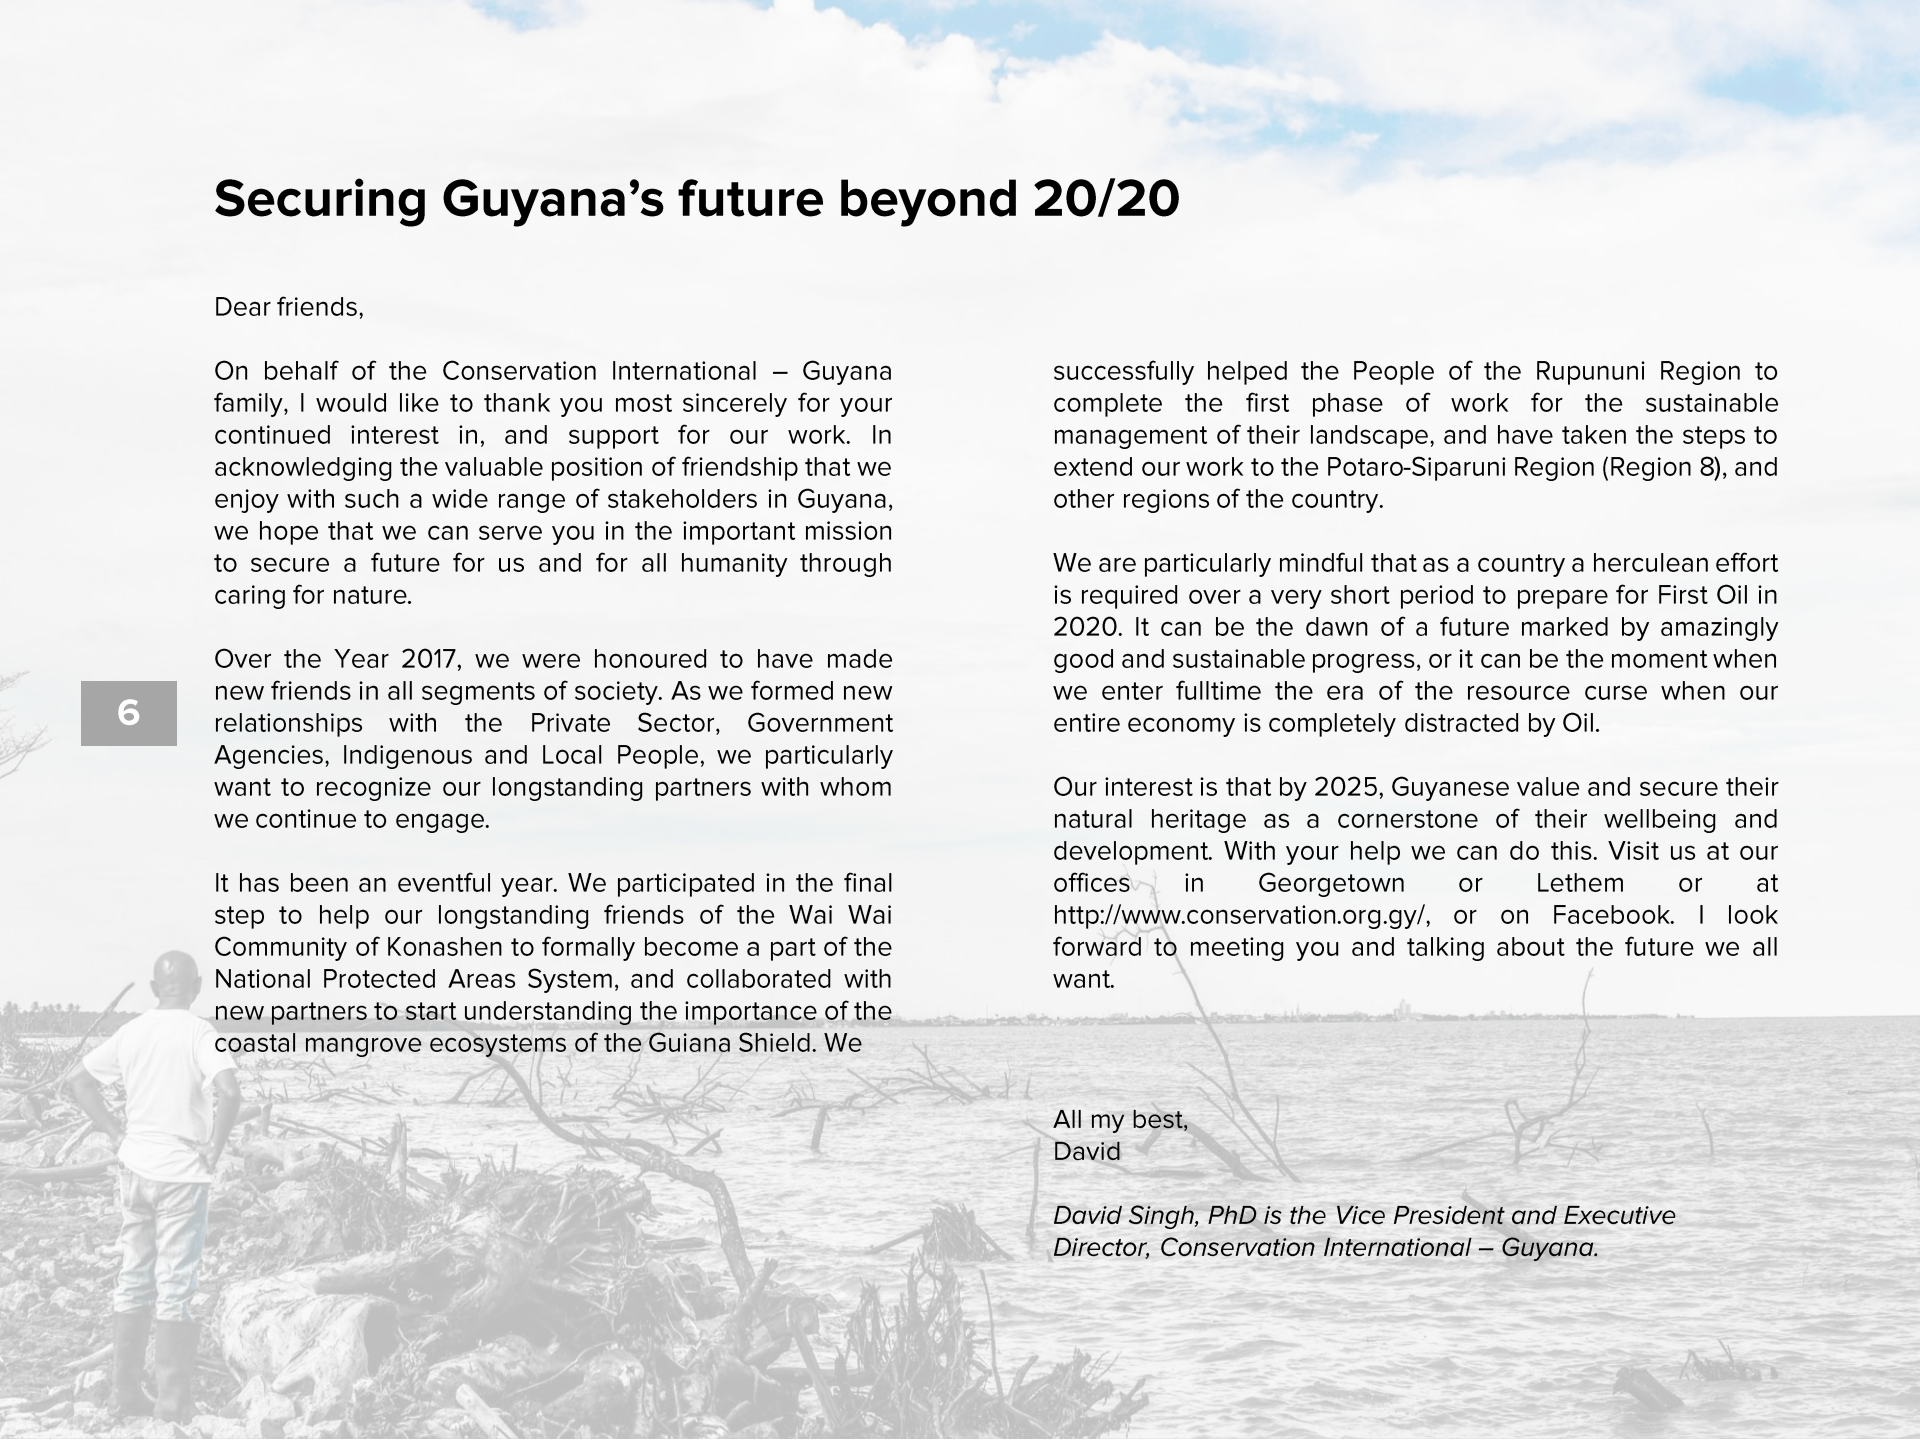 Securing Guyana’s future beyond 20/20
Dear friends,
On behalf of the Conservation International – Guyana
family, I would like to thank you most sincerely for your
continued interest in, and support for our work. In
acknowledging the valuable position of friendship that we
enjoy with such a wide range of stakeholders in Guyana,
we hope that we can serve you in the important mission
to secure a future for us and for all humanity through
caring for nature.
Over the Year 2017, we were honoured to have made
new friends in all segments of society. As we formed new
relationships with the Private Sector, Government
Agencies, Indigenous and Local People, we particularly
want to recognize our longstanding partners with whom
we continue to engage.
It has been an eventful year. We participated in the final
step to help our longstanding friends of the Wai Wai
Community of Konashen to formally become a part of the
National Protected Areas System, and collaborated with
new partners to start understanding the importance of the
coastal mangrove ecosystems of the Guiana Shield. We
successfully helped the People of the Rupununi Region to
complete the first phase of work for the sustainable
management of their landscape, and have taken the steps to
extend our work to the Potaro-Siparuni Region (Region 8), and
other regions of the country.
We are particularly mindful that as a country a herculean effort
is required over a very short period to prepare for First Oil in
2020. It can be the dawn of a future marked by amazingly
good and sustainable progress, or it can be the moment when
we enter fulltime the era of the resource curse when our
entire economy is completely distracted by Oil.
Our interest is that by 2025, Guyanese value and secure their
natural heritage as a cornerstone of their wellbeing and
development. With your help we can do this. Visit us at our
offices in Georgetown or Lethem or at
http://www.conservation.org.gy/, or on Facebook. I look
forward to meeting you and talking about the future we all
want.
All my best,
David
David Singh, PhD is the Vice President and Executive
Director, Conservation International – Guyana.
6